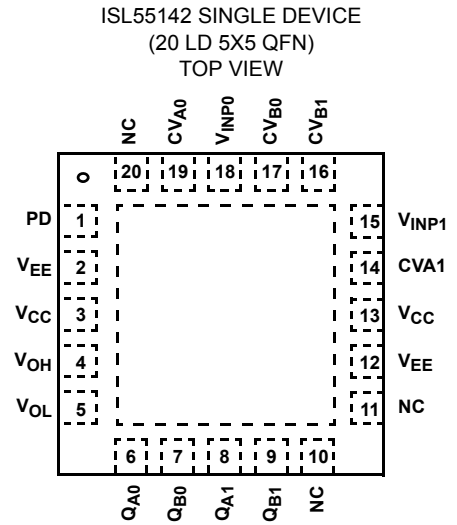 ISL55142 SINGLE DEVICE
(20 LD 5X5 QFN)
TOP VIEW
NC CVA0 VINP0 CVB0 CVB1
20 19 18 17 16
PD 1 15 VINP1
VEE 2 14 CVA1
VCC 3 13 VCC
VOH 4 12 VEE
VOL 5 11 NC
6 7 8 9 10
QA0 QB0 QA1 QB1 NC